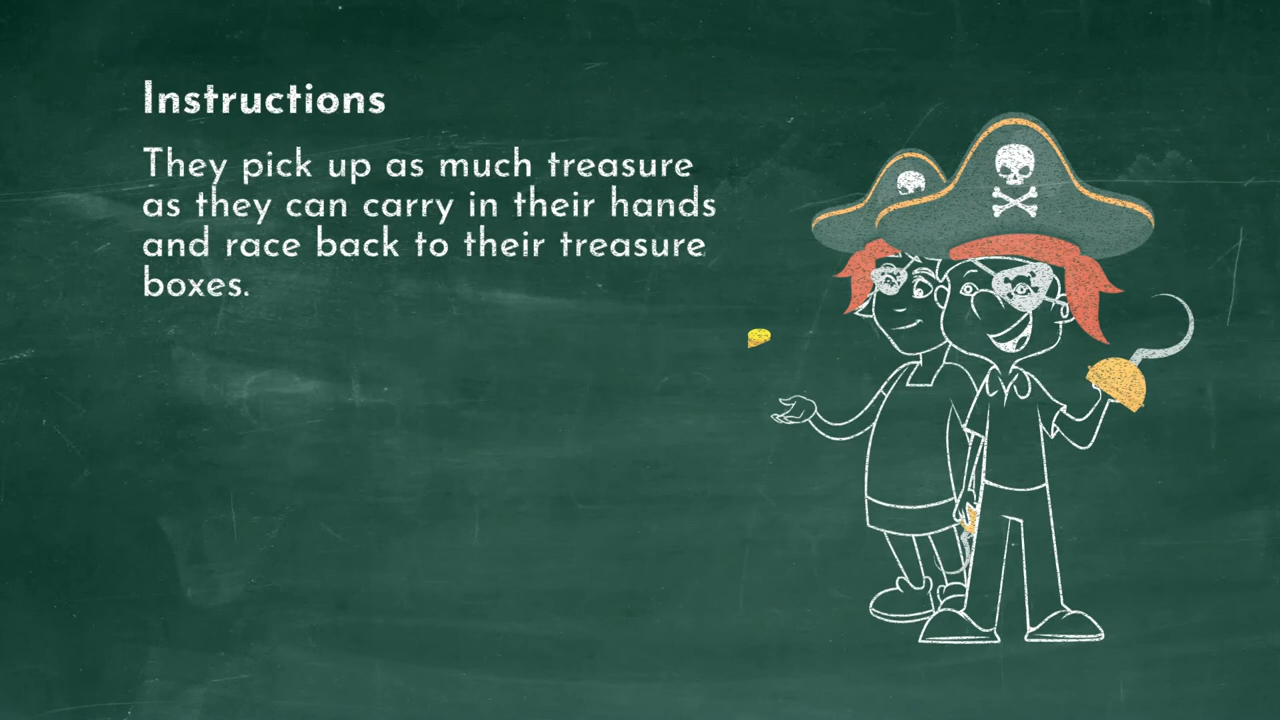 Instructions
They pick up as much treasure
as they can carry in their hands
and race back to their treasure
boxes.